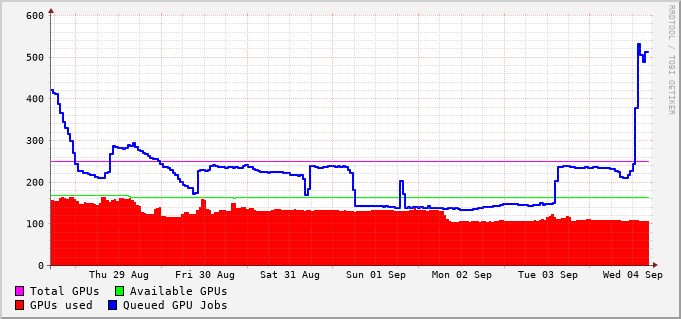 600
500
400
300
200
100
0
Thu 29 Aug Fri 30 Aug Sat 31 Aug Sun 01 Sep Mon 02 Sep Tue 03 Sep Wed 04 Sep
Total GPUs Available GPUs
GPUs used Queued GPU Jobs
RRDTOOL / TOBI OETIKER